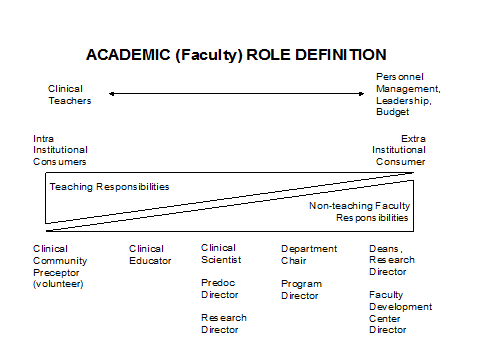 ACADEMIC (Faculty) ROLE DEFINITION
Clinical
Teachers
Personnel
Management,
Leadership,
Budget
Intra
Institutional
Consumers
Extra
Institutional
Consumer
Teaching Responsibilities
Non-teaching Faculty
Responsibilities
Clinical
Community
Preceptor
(volunteer)
Clinical
Educator
Clinical
Scientist
Predoc
Director
Research
Director
Department
Chair
Program
Director
Deans,
Research
Director
Faculty
Development
Center
Director